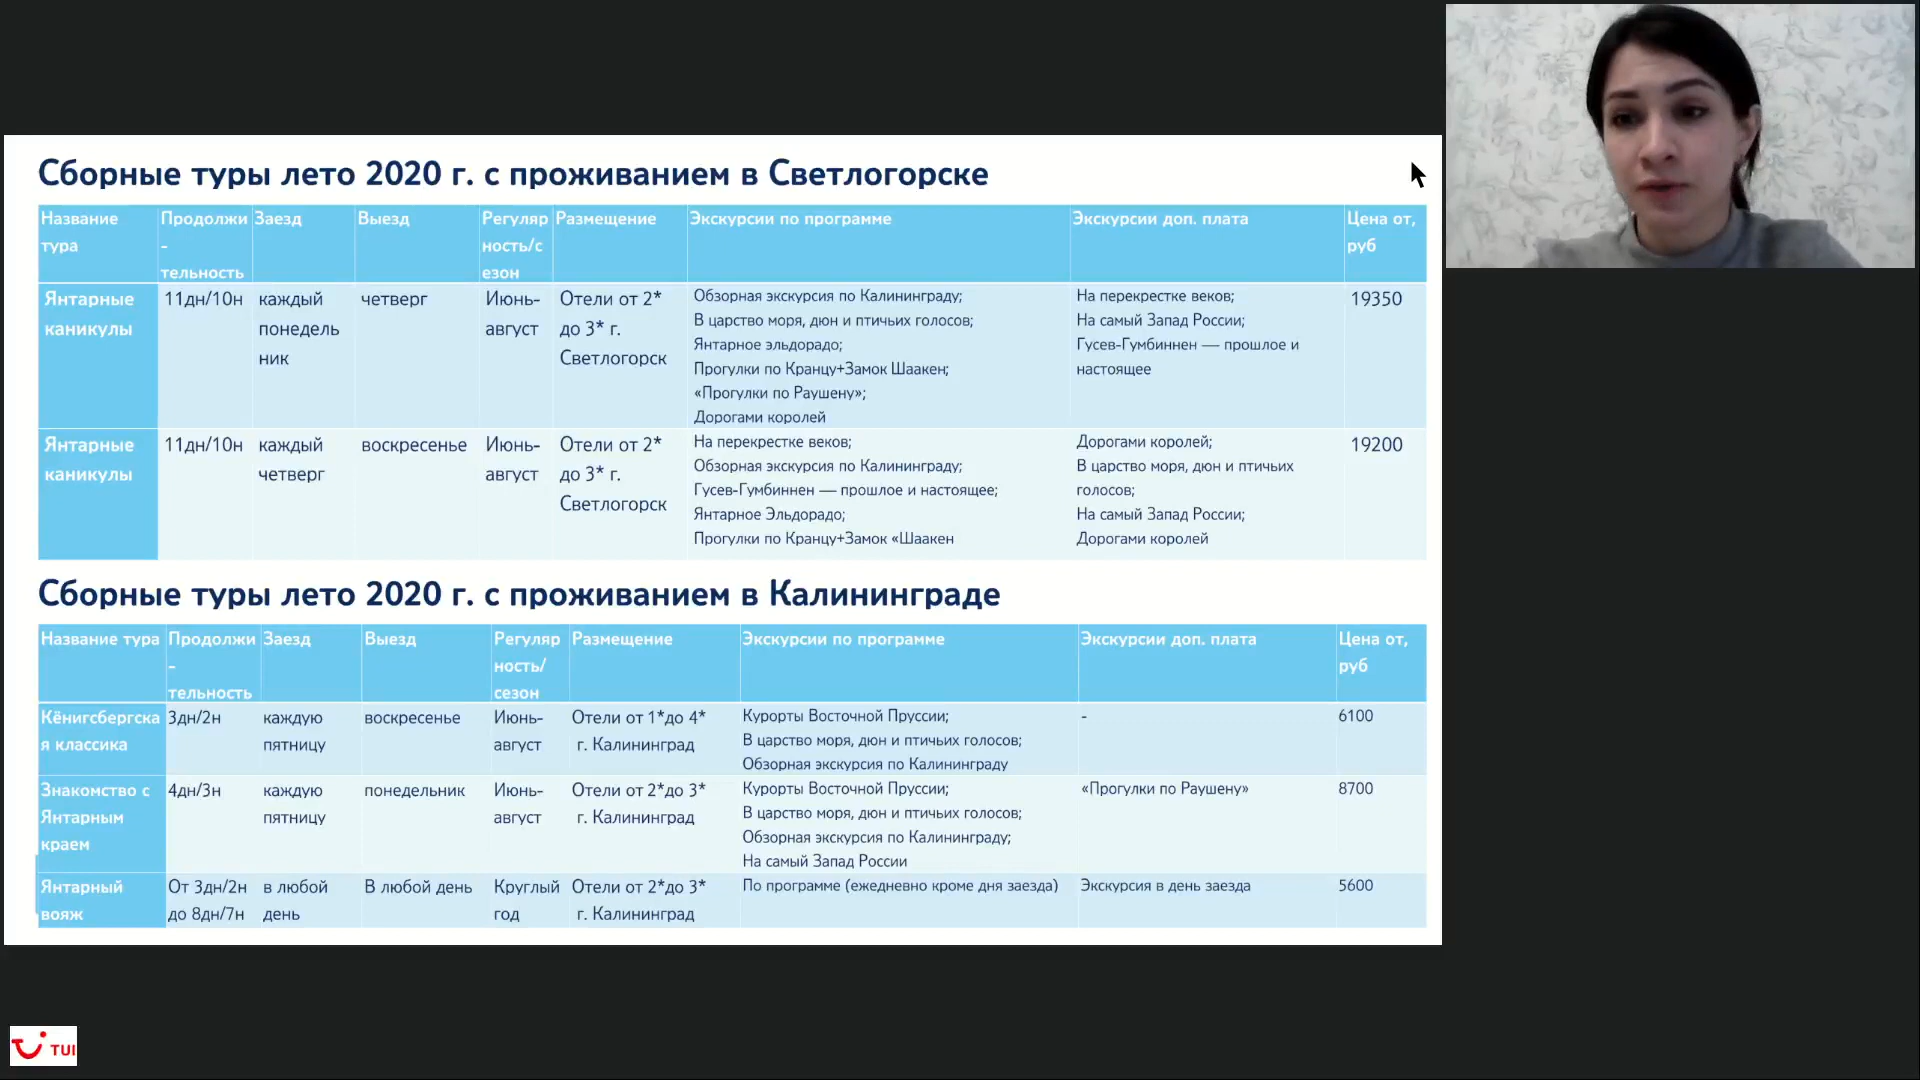 Сборные туры лето 2020 г. с проживанием в Светлогорске
Название тура
Продолжи-тельность
Заезд
Выезд
Регулярность/сезон
Размещение
Экскурсии по программе
Экскурсии доп. плата
Цена от, руб
Янтарные каникулы
11дн/10н
каждый понедельник
четверг
Июнь-август
Отели от 2* до 3* г. Светлогорск
Обзорная экскурсия по Калининграду;
В царство моря, дюн и птичьих голосов;
Янтарное эльдорадо;
Прогулки по Кранцу+Замок Шаакен;
«Прогулки по Раушену»;
Дорогами королей
На перекрестке веков;
На самый Запад России;
Гусев-Гумбиннен — прошлое и
настоящее
19350
Янтарные каникулы
11дн/10н
каждый четверг
воскресенье
Июнь-август
Отели от 2* до 3* г. Светлогорск
На перекрестке веков;
Обзорная экскурсия по Калининграду;
Гусев-Гумбиннен — прошлое и настоящее;
Янтарное Эльдорадо;
Прогулки по Кранцу+Замок «Шаакен
Дорогами королей;
В царство моря, дюн и птичьих
голосов;
На самый Запад России;
Дорогами королей
19200
Сборные туры лето 2020 г. с проживанием в Калининграде
Название тура
Продолжи-тельность
Заезд
Выезд
Регулярность/сезон
Размещение
Экскурсии по программе
Экскурсии доп. плата
Цена от, руб
Кёнигсбергская классика
3дн/2н
каждую пятницу
воскресенье
Июнь-август
Отели от 1*до 4* г. Калининград
Курорты Восточной Пруссии;
В царство моря, дюн и птичьих голосов;
Обзорная экскурсия по Калининграду
-
6100
Знакомство с Янтарным краем
4дн/3н
каждую пятницу
понедельник
Июнь-август
Отели от 2*до 3* г. Калининград
Курорты Восточной Пруссии;
В царство моря, дюн и птичьих голосов;
Обзорная экскурсия по Калининграду;
На самый Запад России
«Прогулки по Раушену»
8700
Янтарный вояж
От 3дн/2н до 8дн/7н
в любой день
В любой день
Круглый год
Отели от 2*до 3* г. Калининград
По программе (ежедневно кроме дня заезда)
Экскурсия в день заезда
5600
TUI